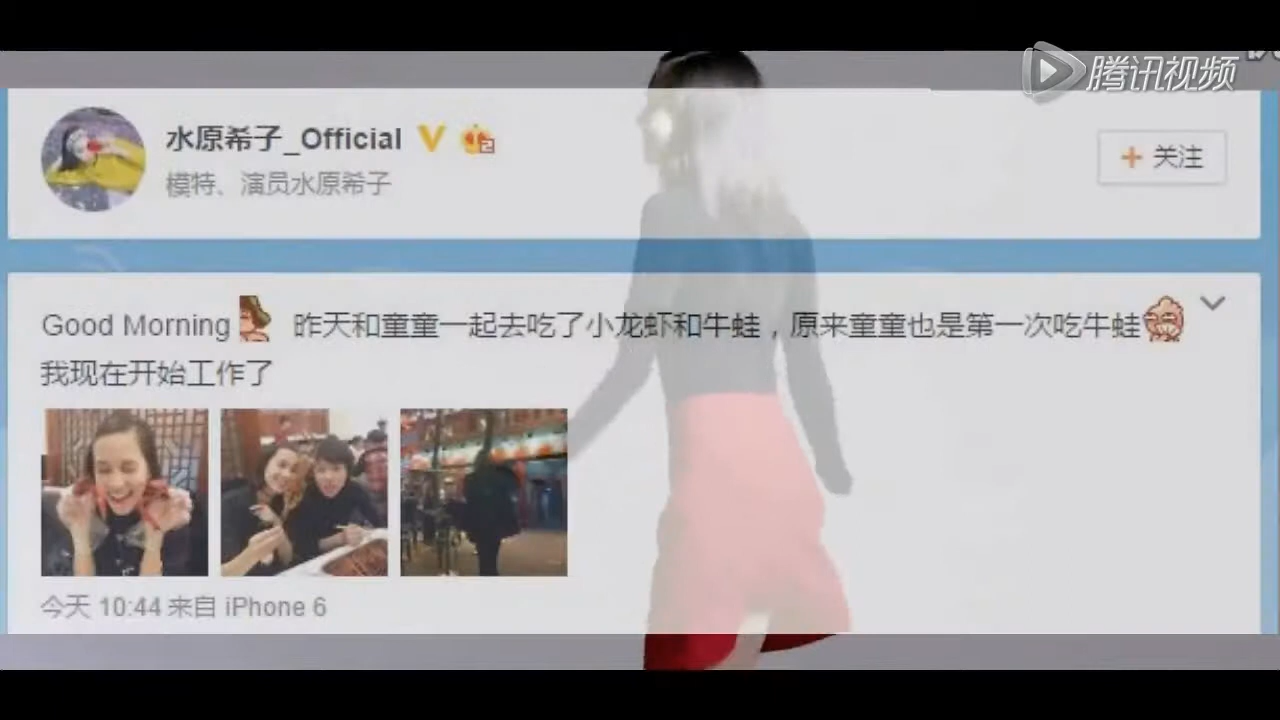 腾讯视频
水原希子_Official
模特、演员水原希子
+ 关注
Good Morning 昨天和童童一起去吃了小龙虾和牛蛙，原来童童也是第一次吃牛蛙
我现在开始工作了
今天 10:44 来自 iPhone 6